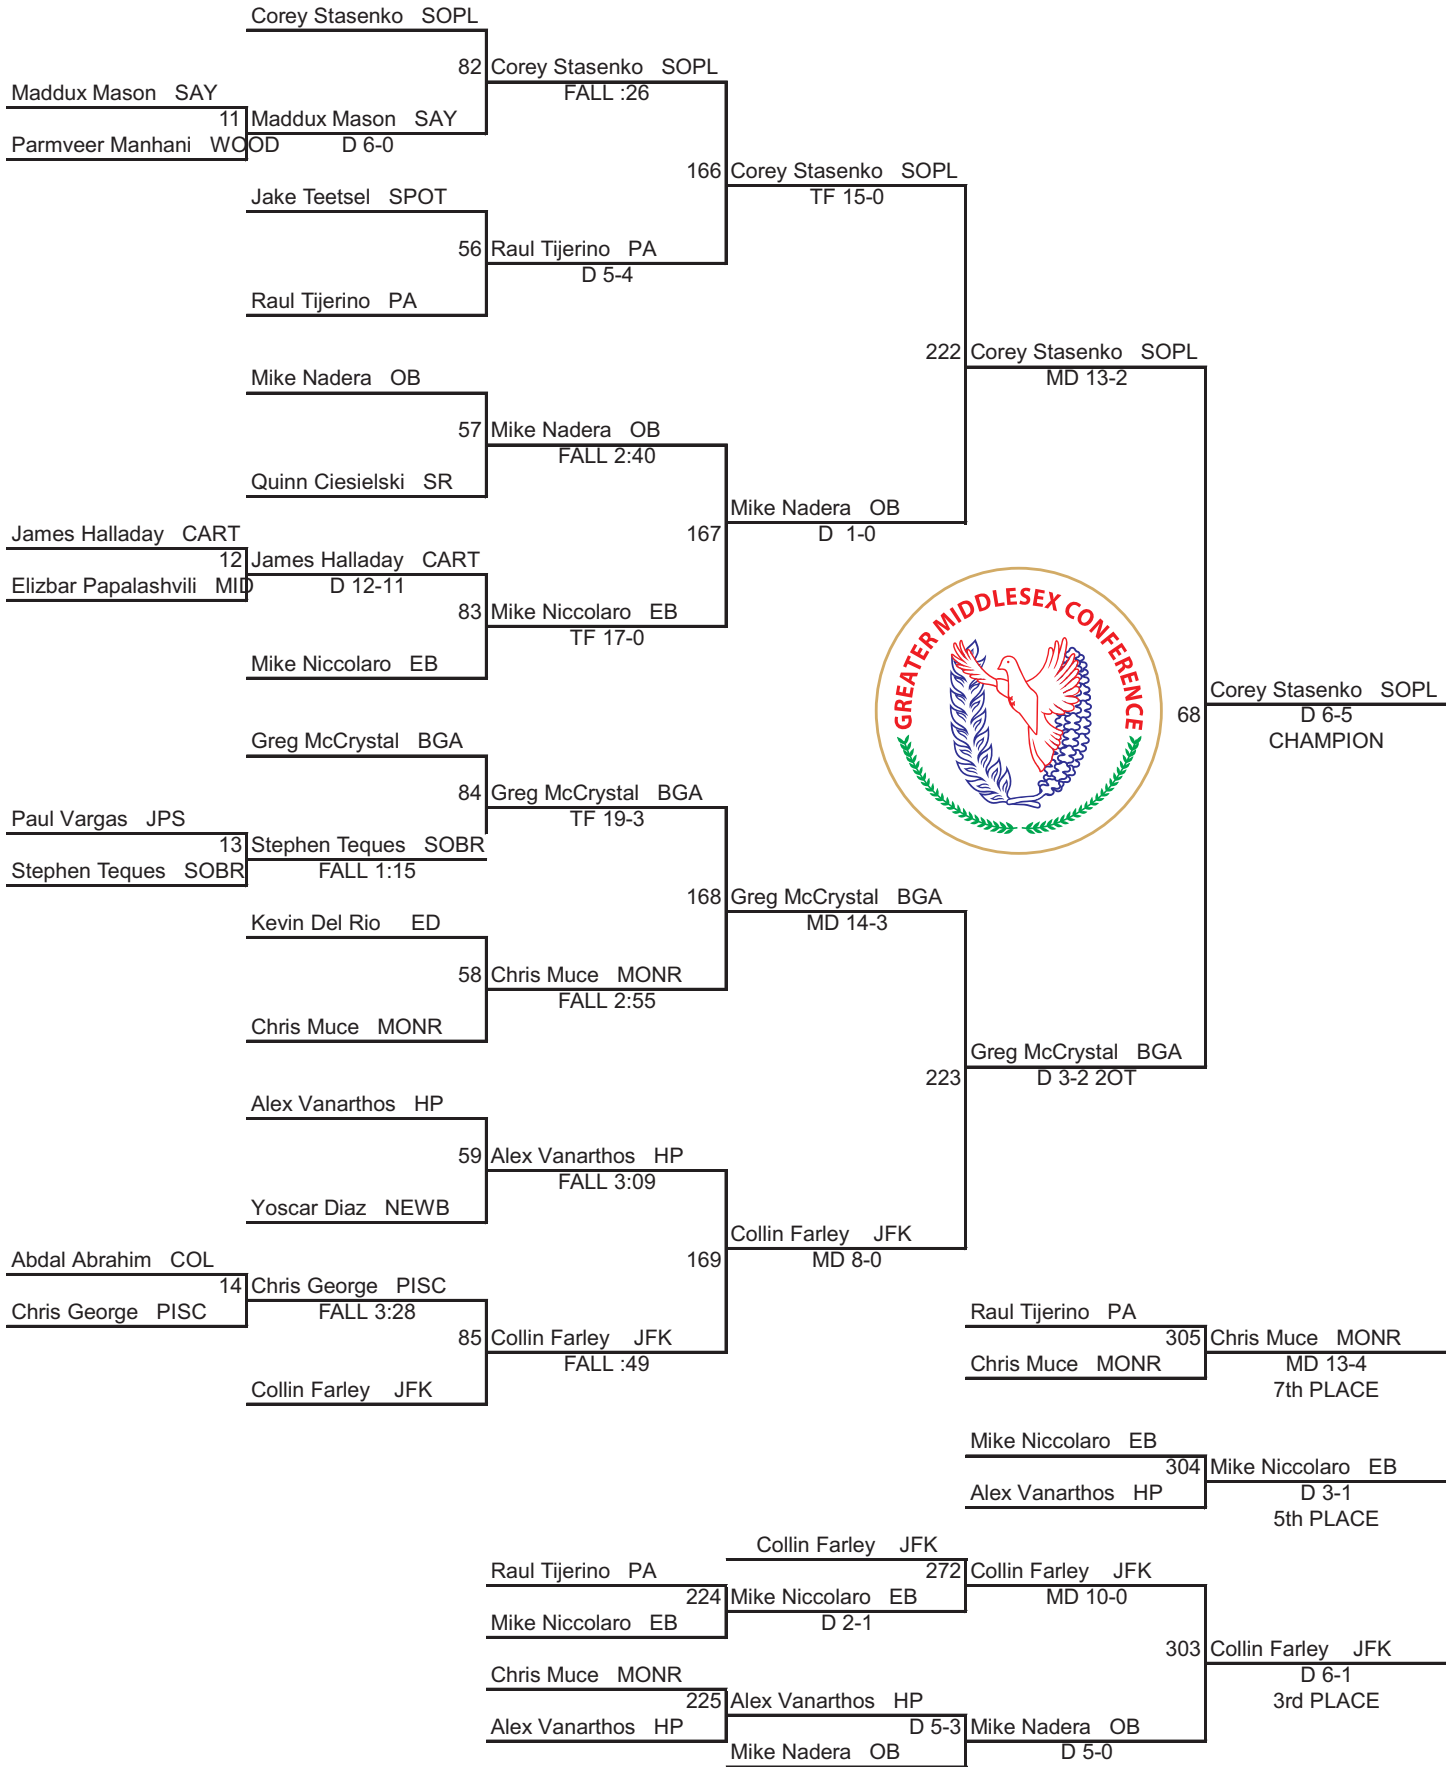 Corey Stasenko SOPL
82 Corey Stasenko SOPL
FALL :26
Maddux Mason SAY
11 Maddux Mason SAY
Parmveer Manhani WOOD D 6-0
166 Corey Stasenko SOPL
TF 15-0
Jake Teetsel SPOT
56 Raul Tijerino PA
D 5-4
Raul Tijerino PA
222 Corey Stasenko SOPL
MD 13-2
Mike Nadera OB
57 Mike Nadera OB
FALL 2:40
Quinn Ciesielski SR
Mike Nadera OB
167 D 1-0
James Halladay CART
12 James Halladay CART
Elizbar Papalashvili MID D 12-11
83 Mike Niccolaro EB
TF 17-0
Mike Niccolaro EB
GREATER MIDDLESEX CONFERENCE
Corey Stasenko SOPL
68 D 6-5
CHAMPION
Greg McCrystal BGA
84 Greg McCrystal BGA
TF 19-3
Paul Vargas JPS
13 Stephen Teques SOBR
Stephen Teques SOBR FALL 1:15
168 Greg McCrystal BGA
MD 14-3
Kevin Del Rio ED
58 Chris Muce MONR
FALL 2:55
Chris Muce MONR
Greg McCrystal BGA
223 D 3-2 2OT
Alex Vanarthos HP
59 Alex Vanarthos HP
FALL 3:09
Yoscar Diaz NEWB
Collin Farley JFK
169 MD 8-0
Abdal Abrahim COL
14 Chris George PISC
Chris George PISC FALL 3:28
85 Collin Farley JFK
FALL :49
Collin Farley JFK
Raul Tijerino PA
305 Chris Muce MONR
Chris Muce MONR MD 13-4
7th PLACE
Mike Niccolaro EB
304 Mike Niccolaro EB
Alex Vanarthos HP D 3-1
5th PLACE
Collin Farley JFK
Raul Tijerino PA 272 Collin Farley JFK
224 Mike Niccolaro EB MD 10-0
Mike Niccolaro EB D 2-1
303 Collin Farley JFK
Chris Muce MONR D 6-1
225 Alex Vanarthos HP 3rd PLACE
Alex Vanarthos HP D 5-3 Mike Nadera OB
Mike Nadera OB D 5-0